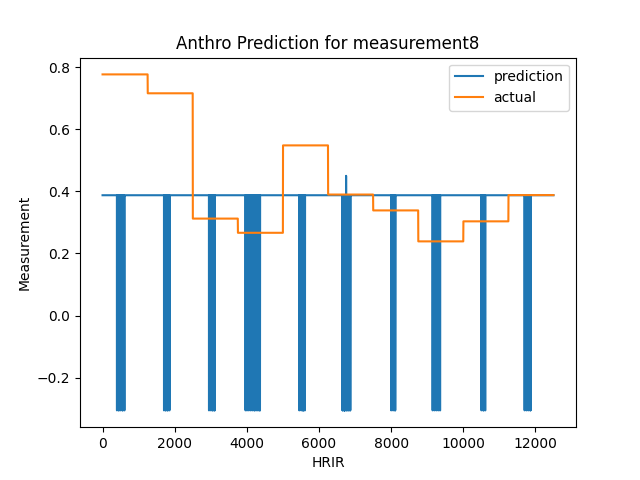 Anthro Prediction for measurement8
prediction
actual
0.8
0.6
0.4
0.2
0.0
−0.2
Measurement
0 2000 4000 6000 8000 10000 12000
HRIR